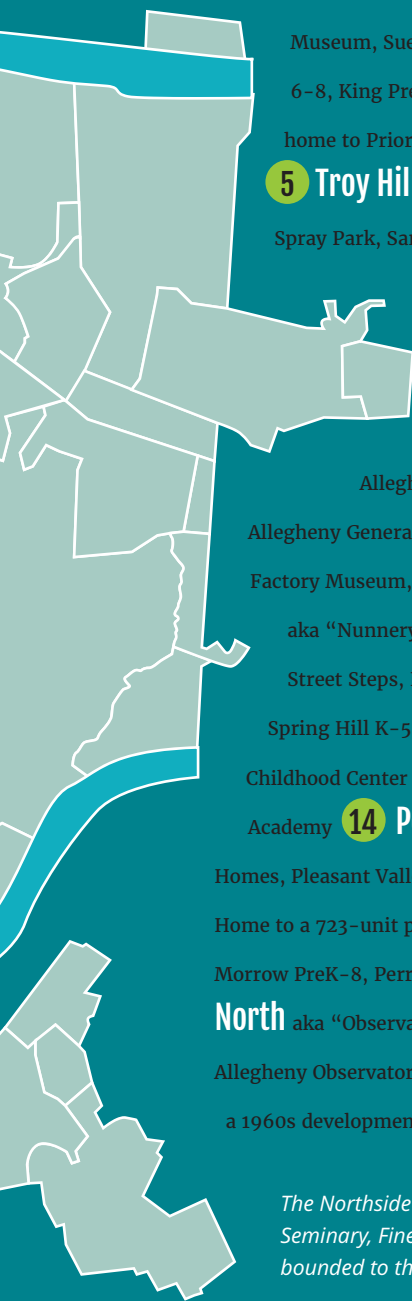 Museum, Sue
6-8, King Pre
home to Prior
5 Troy Hil
Spray Park, Sar
Allegh
Allegheny Genera
Factory Museum,
aka “Nunnery
Street Steps,
Spring Hill K-5
Childhood Center
Academy 14 P
Homes, Pleasant Vall
Home to a 723-unit p
Morrow PreK-8, Perr
North aka “Observa
Allegheny Observator
a 1960s developmen
The Northside
Seminary, Fine
bounded to th